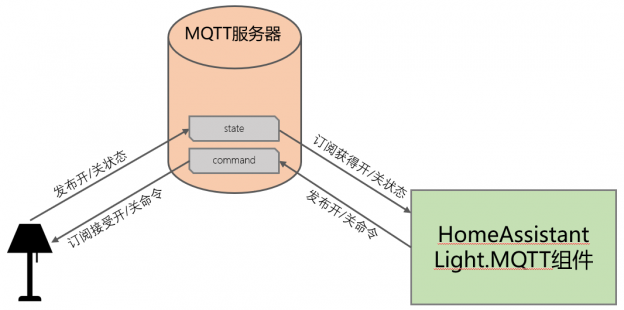 MQTT服务器
state
command
发布开/关状态
订阅接受开/关命令
订阅获得开/关状态
发布开/关命令
HomeAssistant
Light.MQTT组件